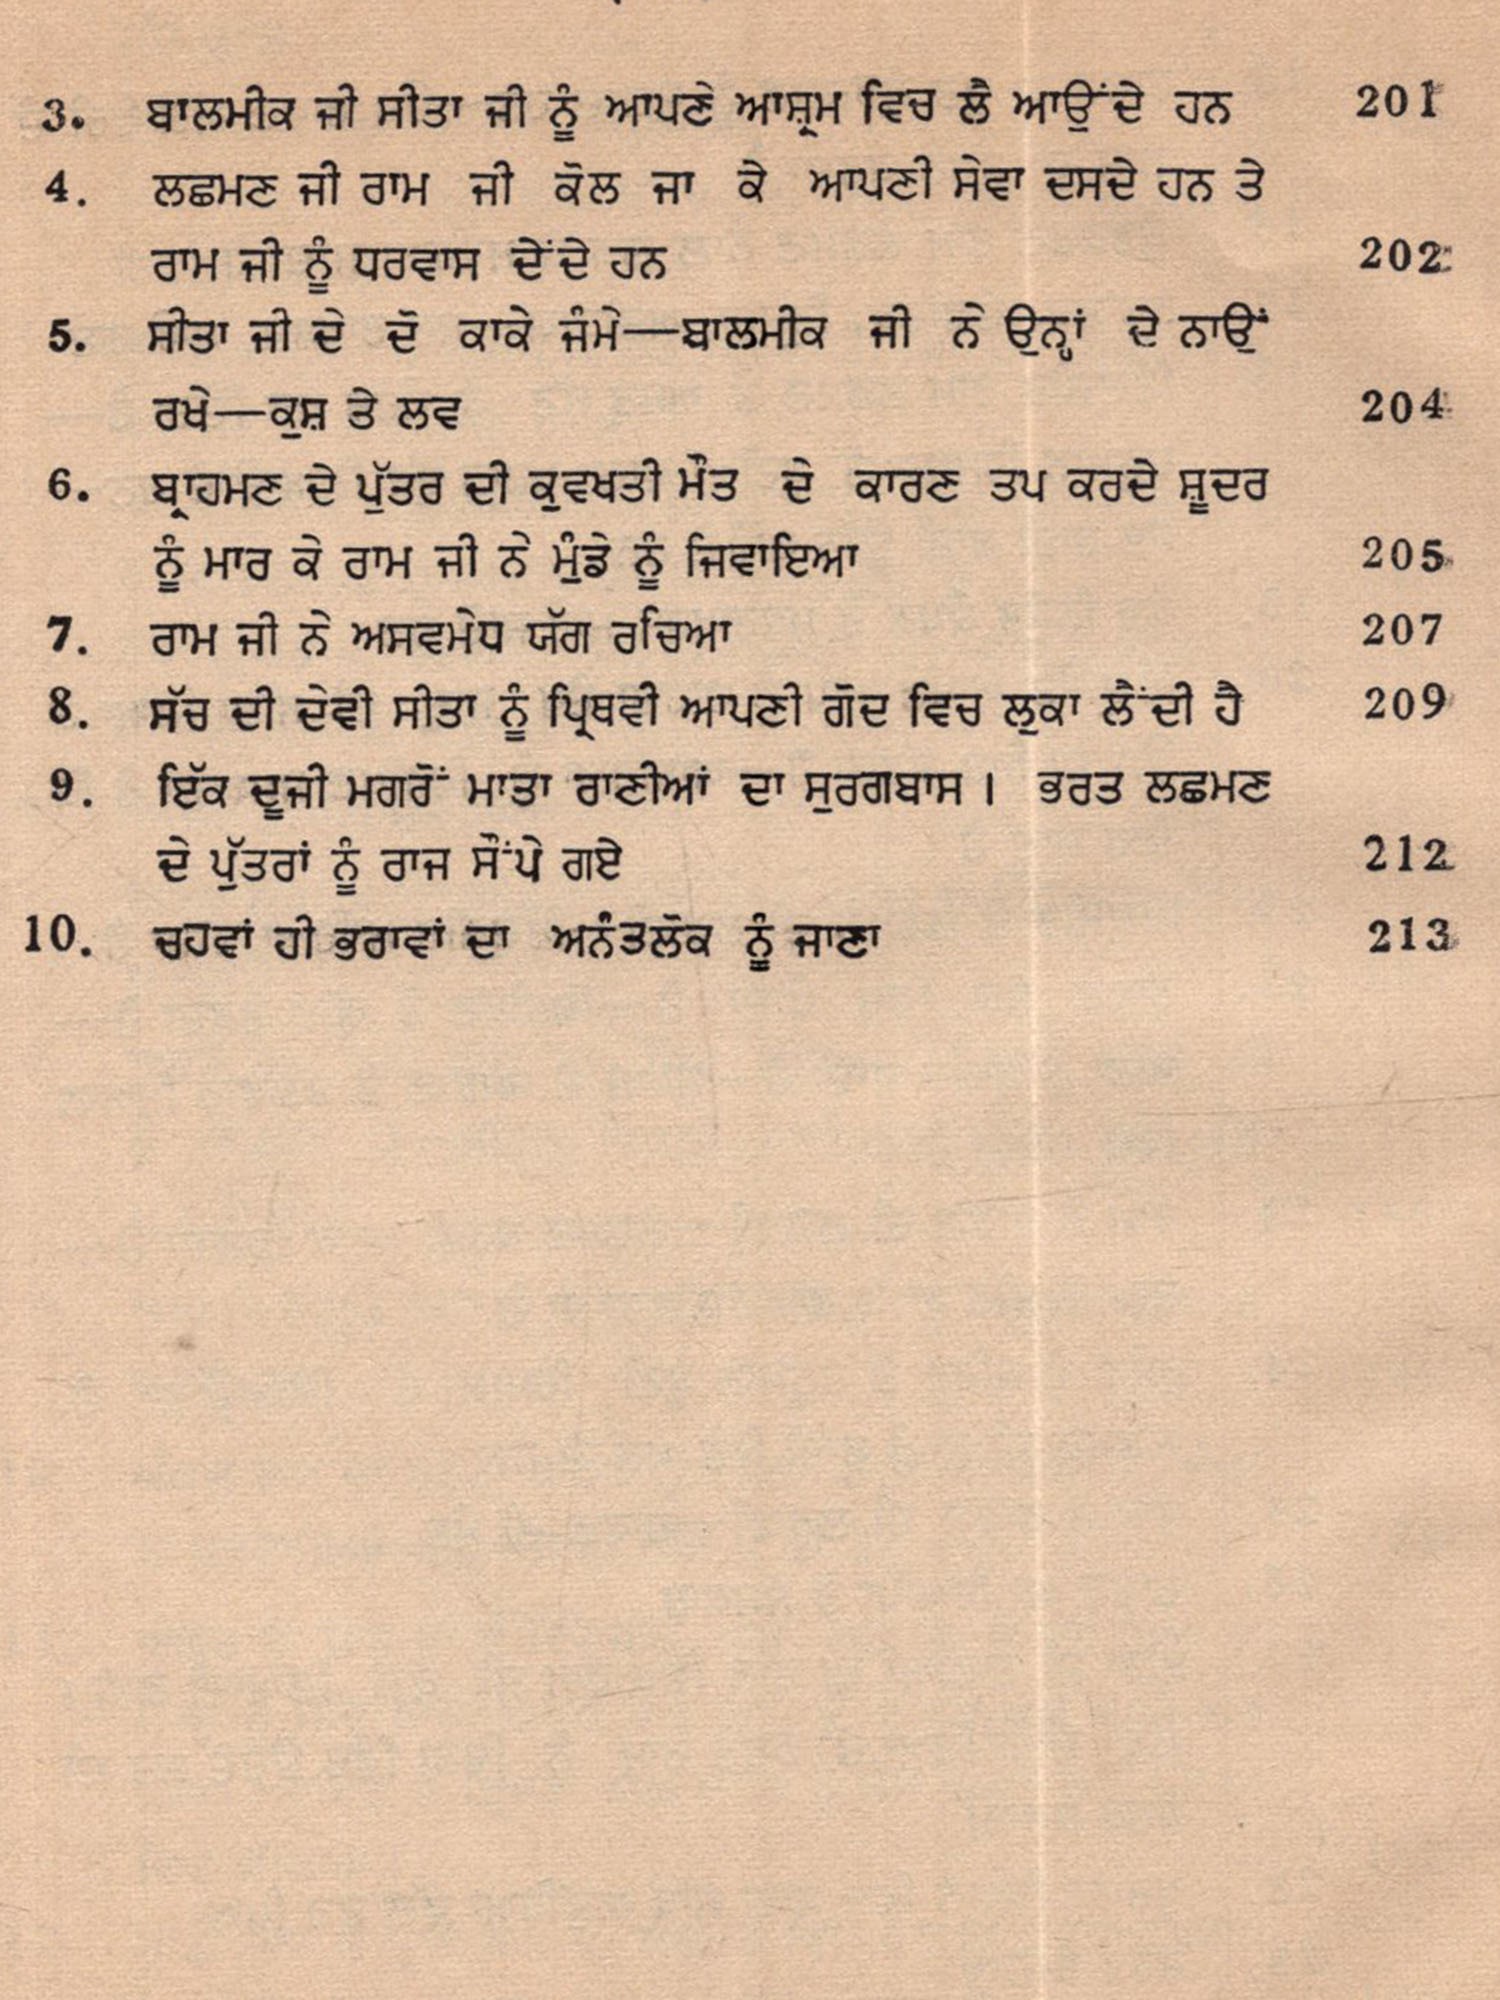 3. ਬਾਲਮੀਕ ਜੀ ਸੀਤਾ ਜੀ ਨੂੰ ਆਪਣੇ ਆਸ਼੍ਰਮ ਵਿਚ ਲੈ ਆਉਂਦੇ ਹਨ 201
4. ਲਛਮਣ ਜੀ ਰਾਮ ਜੀ ਕੋਲ ਜਾ ਕੇ ਆਪਣੀ ਸੇਵਾ ਦਸਦੇ ਹਨ ਤੇ
ਰਾਮ ਜੀ ਨੂੰ ਧਰਵਾਸ ਦੇਂਦੇ ਹਨ 202
5. ਸੀਤਾ ਜੀ ਦੇ ਦੋ ਕਾਕੇ ਜੰਮੇ—ਬਾਲਮੀਕ ਜੀ ਨੇ ਉਨ੍ਹਾਂ ਦੇ ਨਾਉਂ
ਰਖੇ—ਕੁਸ਼ ਤੇ ਲਵ 204
6. ਬ੍ਰਾਹਮਣ ਦੇ ਪੁੱਤਰ ਦੀ ਕੁਵਖਤੀ ਮੌਤ ਦੇ ਕਾਰਣ ਤਪ ਕਰਦੇ ਸ਼ੂਦਰ
ਨੂੰ ਮਾਰ ਕੇ ਰਾਮ ਜੀ ਨੇ ਮੁੰਡੇ ਨੂੰ ਜਿਵਾਇਆ 205
7. ਰਾਮ ਜੀ ਨੇ ਅਸਵਮੇਧ ਯੱਗ ਰਚਿਆ 207
8. ਸੱਚ ਦੀ ਦੇਵੀ ਸੀਤਾ ਨੂੰ ਪ੍ਰਿਥਵੀ ਆਪਣੀ ਗੋਦ ਵਿਚ ਲੁਕਾ ਲੈਂਦੀ ਹੈ 209
9. ਇੱਕ ਦੂਜੀ ਮਗਰੋਂ ਮਾਤਾ ਰਾਣੀਆਂ ਦਾ ਸੁਰਗਬਾਸ । ਭਰਤ ਲਛਮਣ
ਦੇ ਪੁੱਤਰਾਂ ਨੂੰ ਰਾਜ ਸੌਂਪੇ ਗਏ 212
10. ਚਹਵਾਂ ਹੀ ਭਰਾਵਾਂ ਦਾ ਅਨੰਤਲੋਕ ਨੂੰ ਜਾਣਾ 213